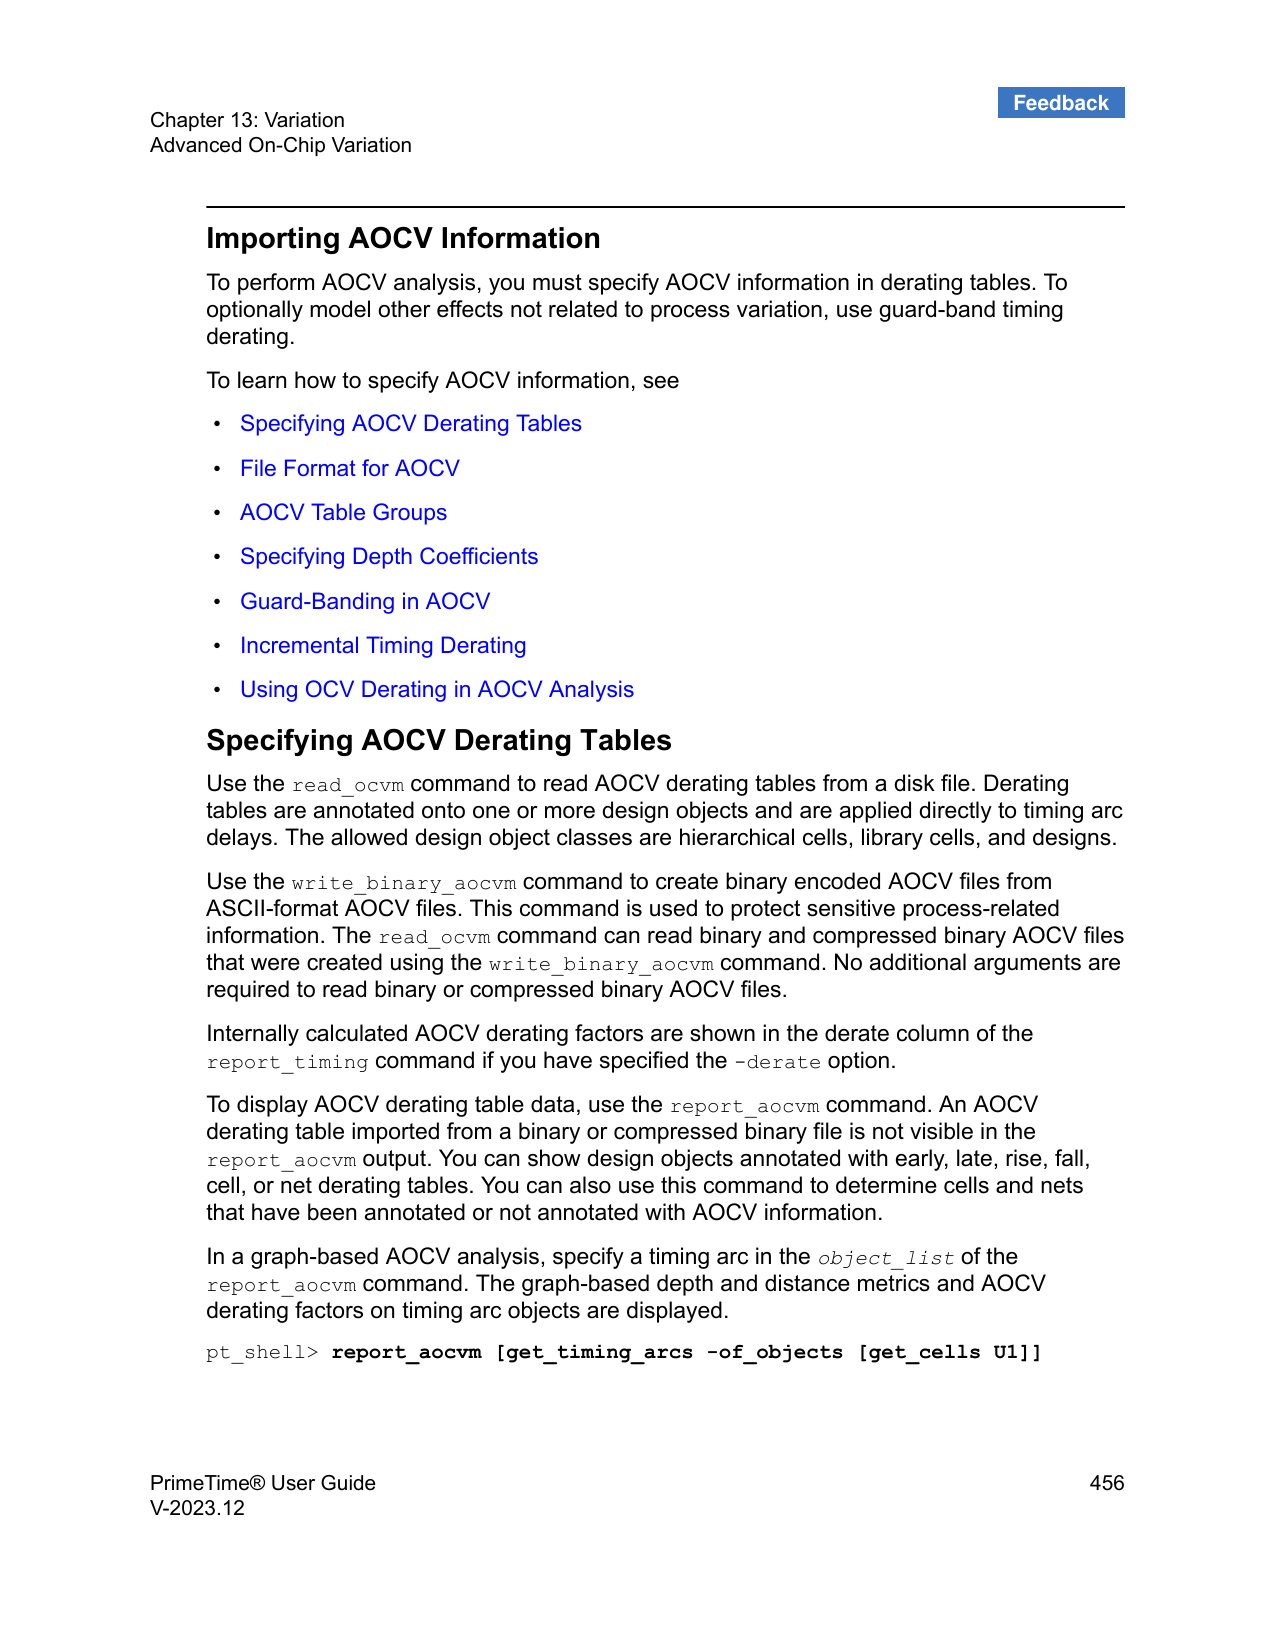 Feedback
Chapter 13: Variation
Advanced On-Chip Variation
Importing AOCV Information
To perform AOCV analysis, you must specify AOCV information in derating tables. To
optionally model other effects not related to process variation, use guard-band timing
derating.
To learn how to specify AOCV information, see
• Specifying AOCV Derating Tables
• File Format for AOCV
• AOCV Table Groups
• Specifying Depth Coefficients
• Guard-Banding in AOCV
• Incremental Timing Derating
• Using OCV Derating in AOCV Analysis
Specifying AOCV Derating Tables
Use the read_ocvm command to read AOCV derating tables from a disk file. Derating
tables are annotated onto one or more design objects and are applied directly to timing arc
delays. The allowed design object classes are hierarchical cells, library cells, and designs.
Use the write_binary_aocvm command to create binary encoded AOCV files from
ASCII-format AOCV files. This command is used to protect sensitive process-related
information. The read_ocvm command can read binary and compressed binary AOCV files
that were created using the write_binary_aocvm command. No additional arguments are
required to read binary or compressed binary AOCV files.
Internally calculated AOCV derating factors are shown in the derate column of the
report_timing command if you have specified the -derate option.
To display AOCV derating table data, use the report_aocvm command. An AOCV
derating table imported from a binary or compressed binary file is not visible in the
report_aocvm output. You can show design objects annotated with early, late, rise, fall,
cell, or net derating tables. You can also use this command to determine cells and nets
that have been annotated or not annotated with AOCV information.
In a graph-based AOCV analysis, specify a timing arc in the object_list of the
report_aocvm command. The graph-based depth and distance metrics and AOCV
derating factors on timing arc objects are displayed.
pt_shell> report_aocvm [get_timing_arcs -of_objects [get_cells U1]]
PrimeTime® User Guide
456
V-2023.12